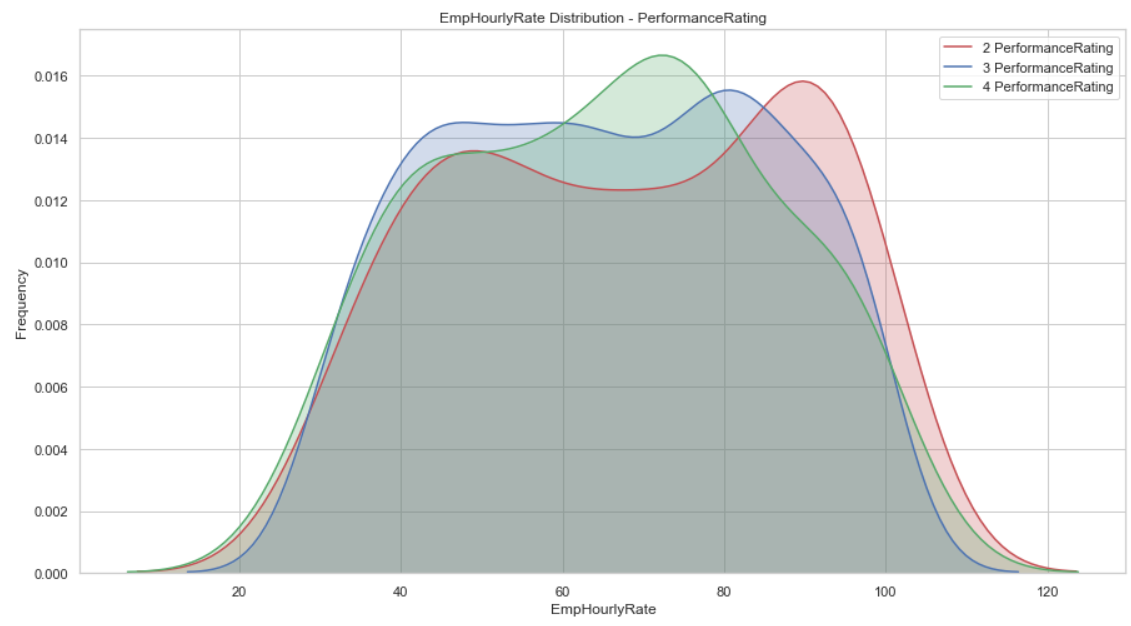 EmpHourlyRate Distribution - PerformanceRating
2 PerformanceRating
3 PerformanceRating
4 PerformanceRating
Frequency
0.016
0.014
0.012
0.010
0.008
0.006
0.004
0.002
0.000
20 40 60 80 100 120
EmpHourlyRate